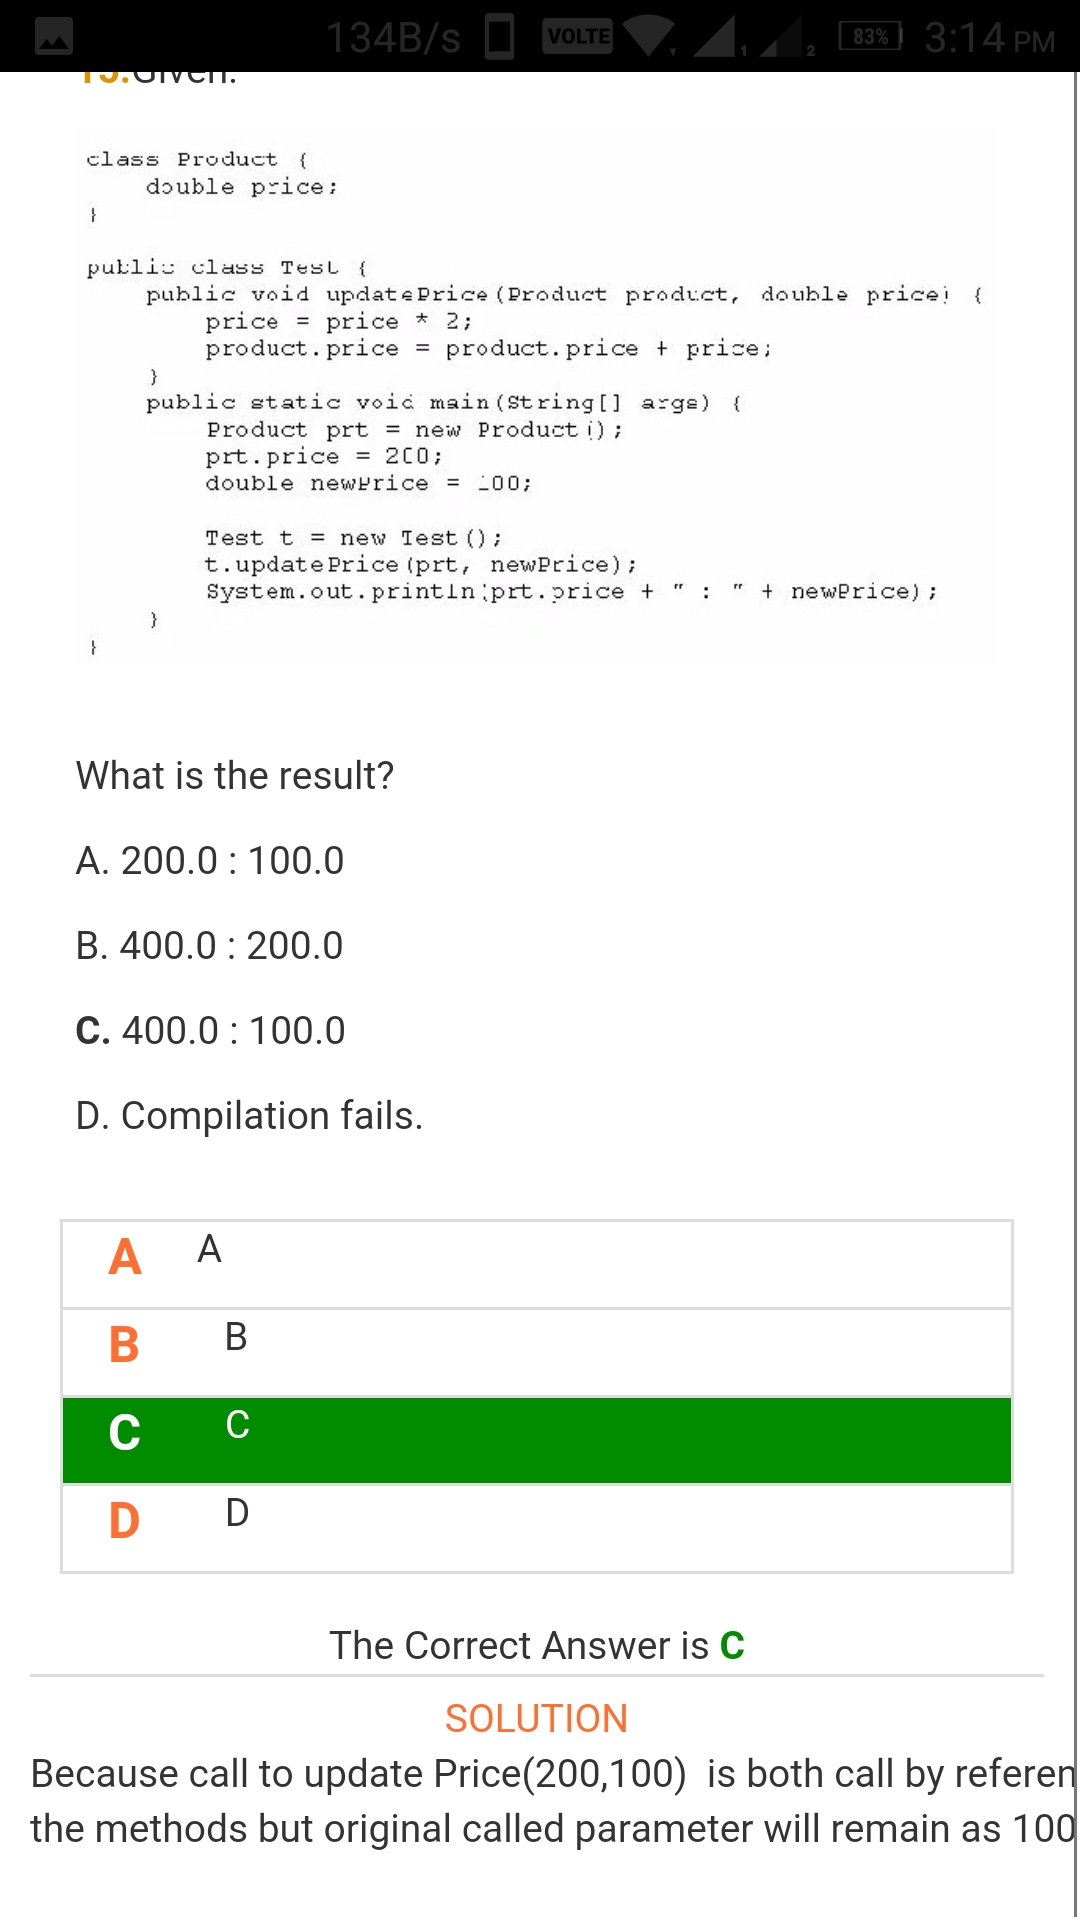 134B/s VOLTE 1 2 83% 3:14 PM
15.Given:
class Product {
double price;
}
public class Test {
public void updatePrice(Product product, double price) {
price = price * 2;
product.price = product.price + price;
}
public static void main(String[] args) {
Product prt = new Product();
prt.price = 200;
double newPrice = 100;
Test t = new Test();
t.updatePrice(prt, newPrice);
System.out.println(prt.price + " : " + newPrice);
}
}
What is the result?
A. 200.0 : 100.0
B. 400.0 : 200.0
C. 400.0 : 100.0
D. Compilation fails.
A A
B B
C C
D D
The Correct Answer is C
SOLUTION
Because call to update Price(200,100) is both call by referen
the methods but original called parameter will remain as 100